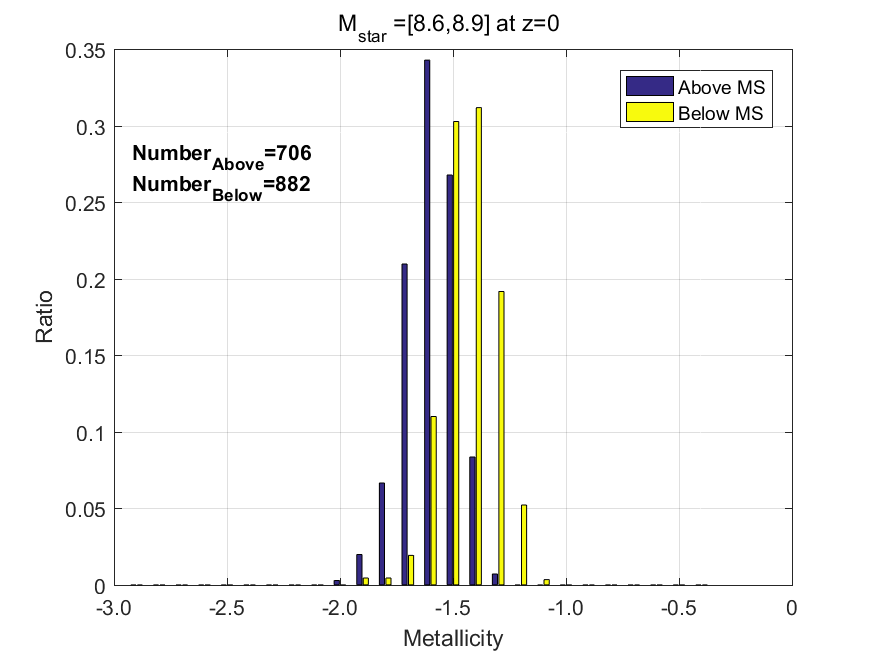 M_star =[8.6,8.9] at z=0
0.35
0.3
0.25
0.2
0.15
0.1
0.05
0
Ratio
Above MS
Below MS
Number_Above=706
Number_Below=882
-3.0 -2.5 -2.0 -1.5 -1.0 -0.5 0
Metallicity